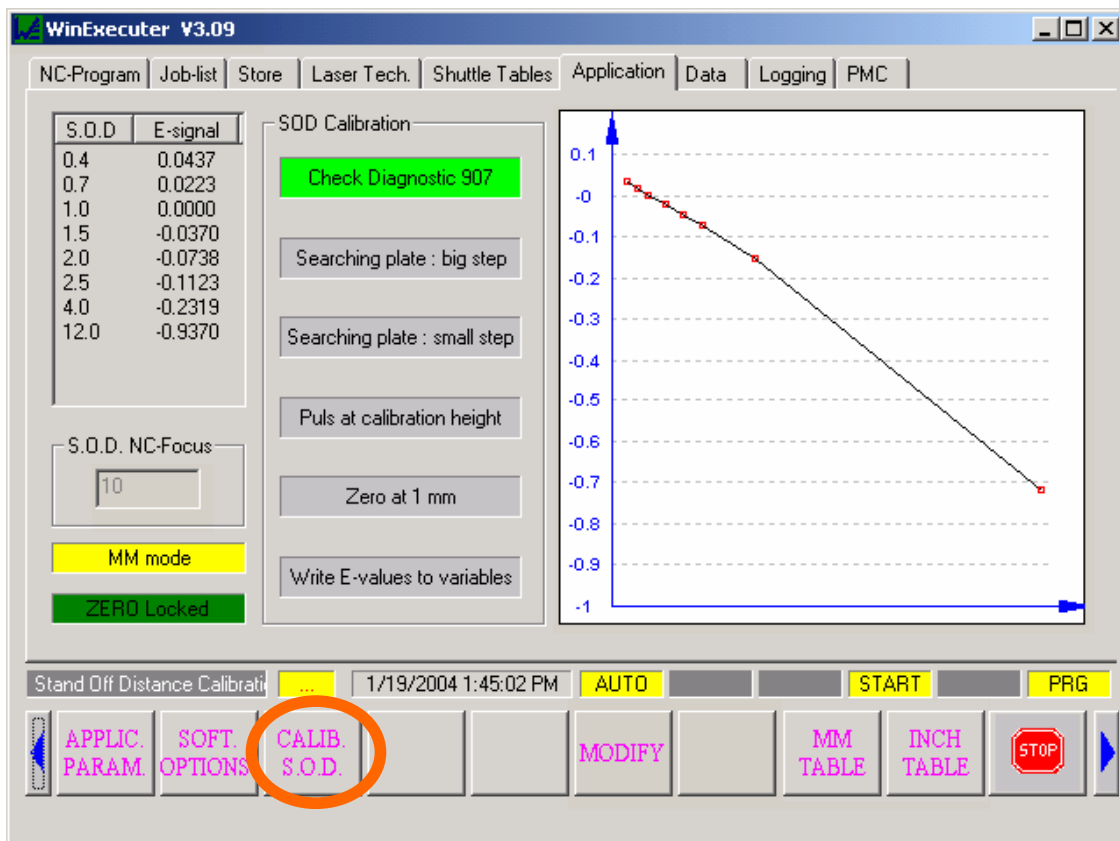 WinExecuter V3.09
NC-Program Job-list Store Laser Tech. Shuttle Tables Application Data Logging PMC
S.O.D E-signal
0.4 0.0437
0.7 0.0223
1.0 0.0000
1.5 -0.0370
2.0 -0.0738
2.5 -0.1123
4.0 -0.2319
12.0 -0.9370
S.O.D. NC-Focus
10
MM mode
ZERO Locked
SOD Calibration
Check Diagnostic 907
Searching plate : big step
Searching plate : small step
Puls at calibration height
Zero at 1 mm
Write E-values to variables
0.1
-0
-0.1
-0.2
-0.3
-0.4
-0.5
-0.6
-0.7
-0.8
-0.9
-1
Stand Off Distance Calibrati ... 1/19/2004 1:45:02 PM AUTO START PRG
APPLIC. PARAM.
SOFT. OPTIONS
CALIB. S.O.D.
MODIFY
MM TABLE
INCH TABLE
STOP